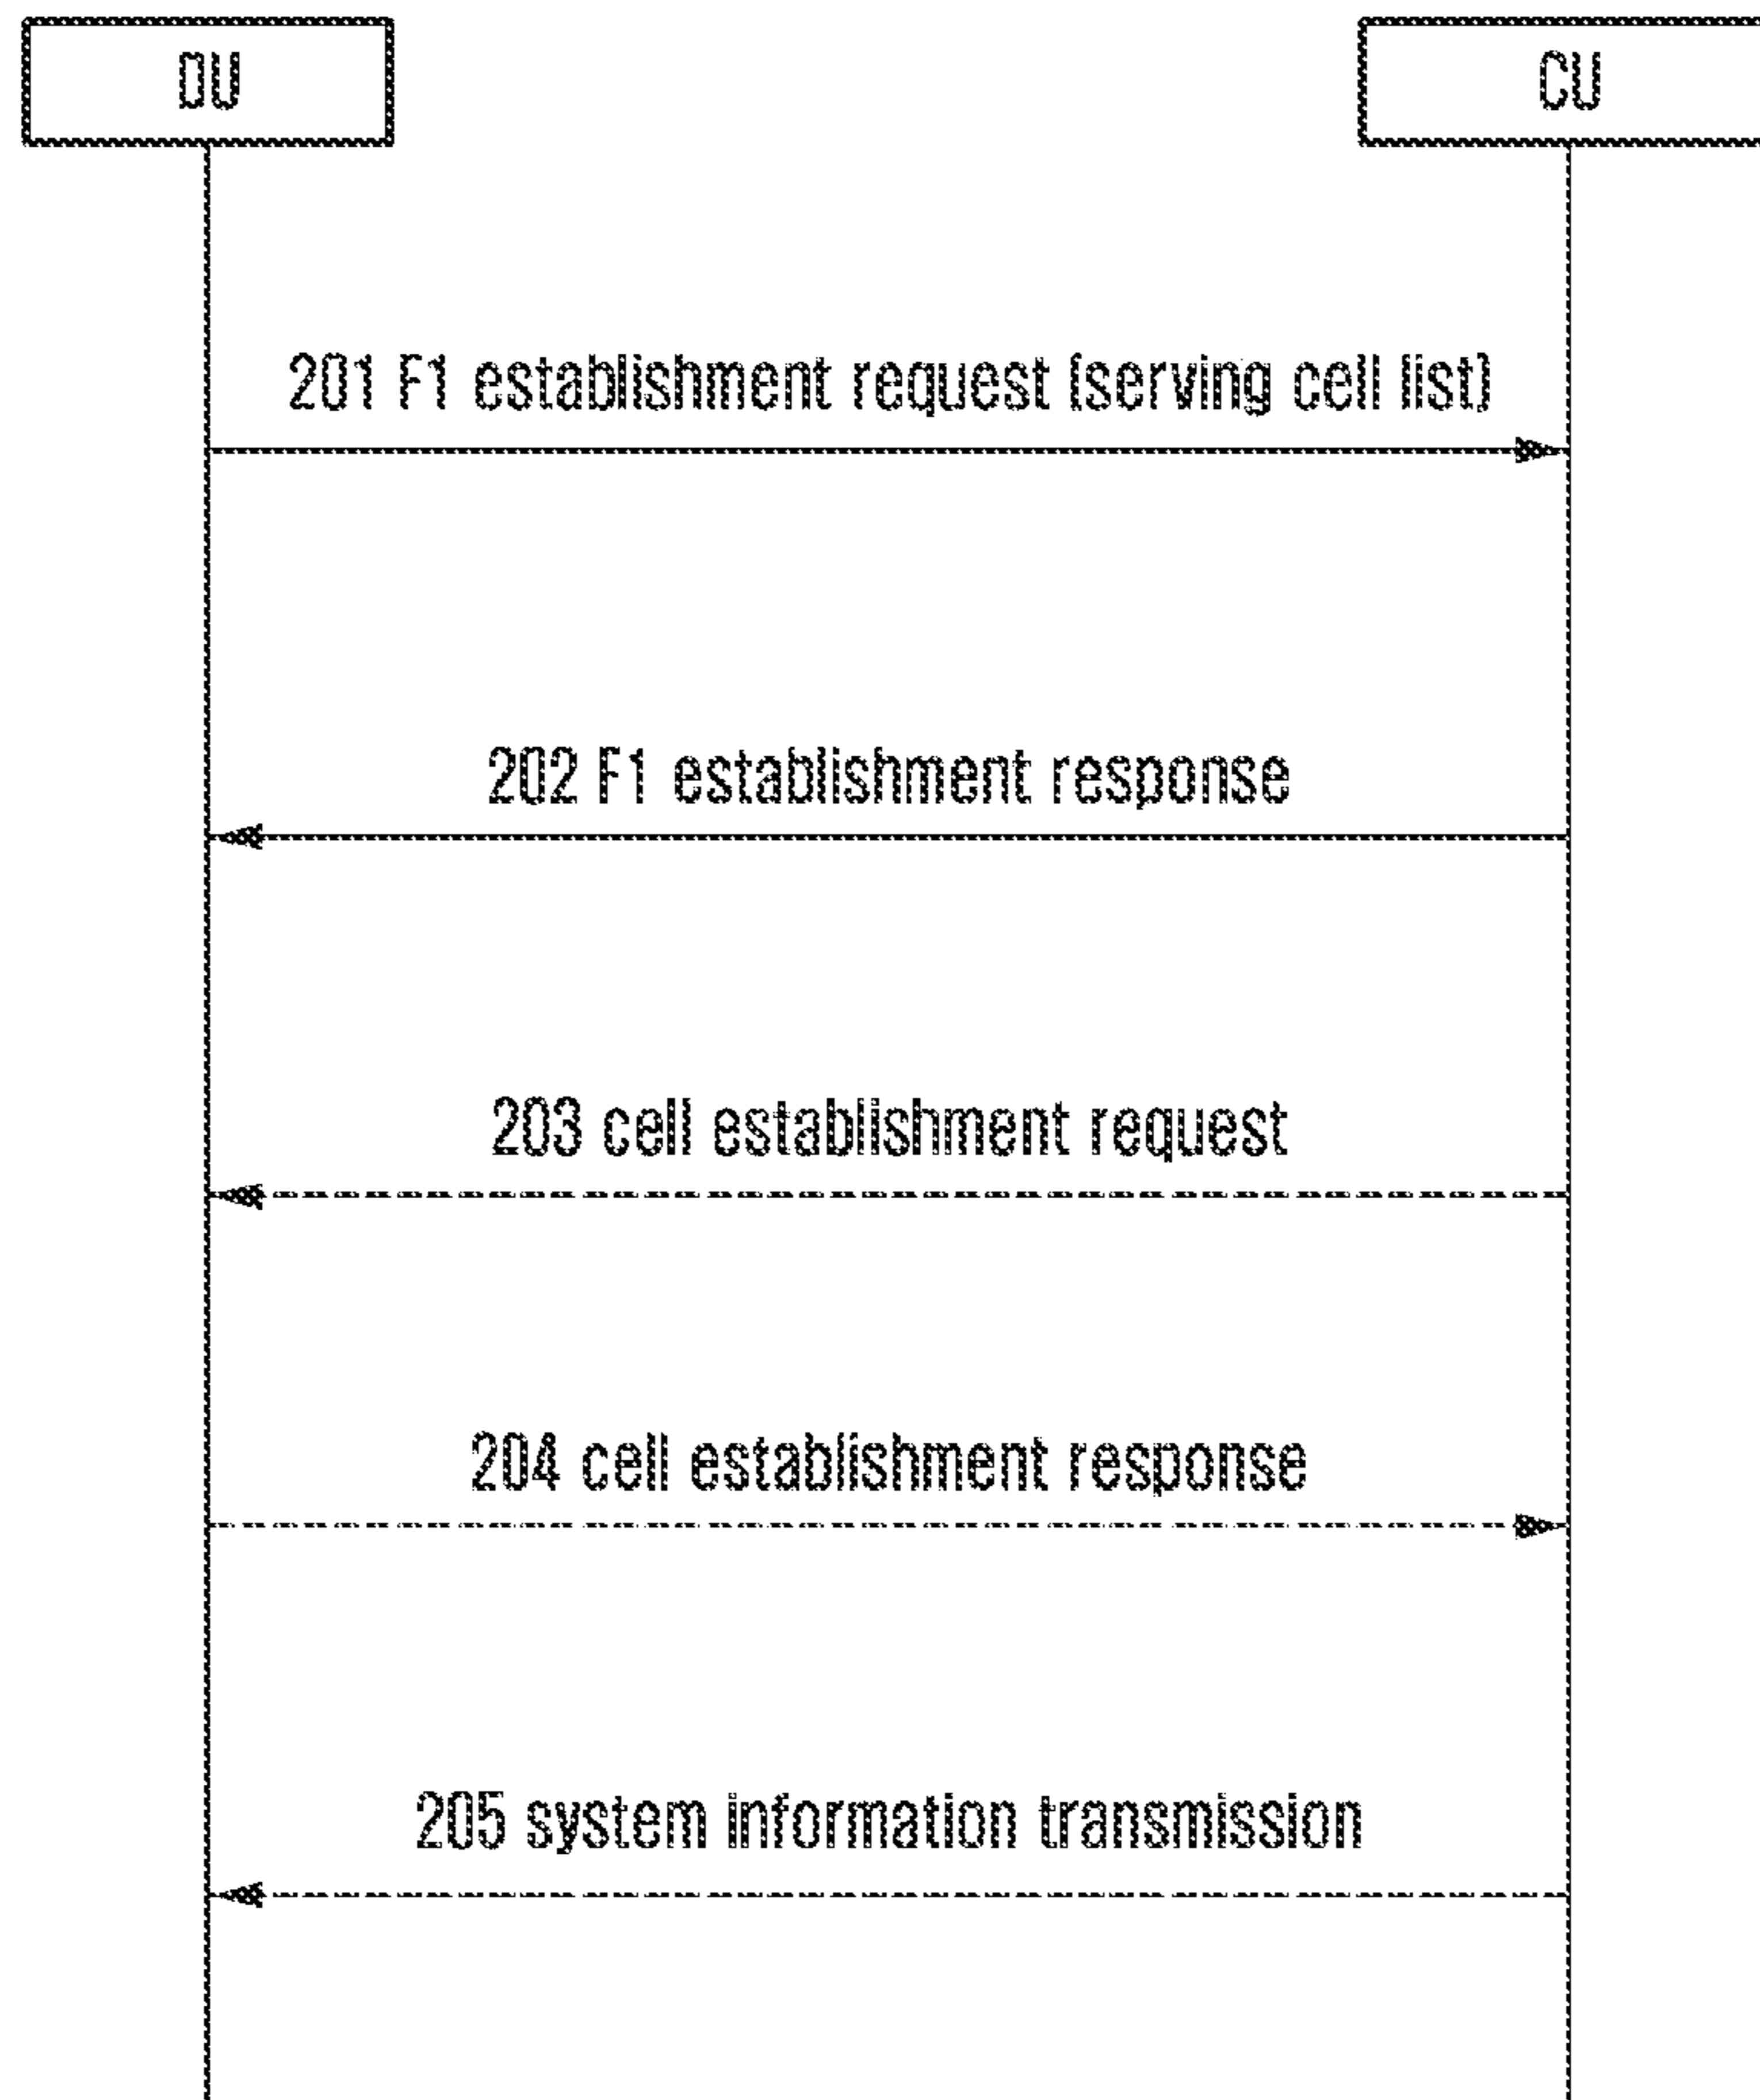 DU
CU
201 F1 establishment request (serving cell list)
202 F1 establishment response
203 cell establishment request
204 cell establishment response
205 system information transmission